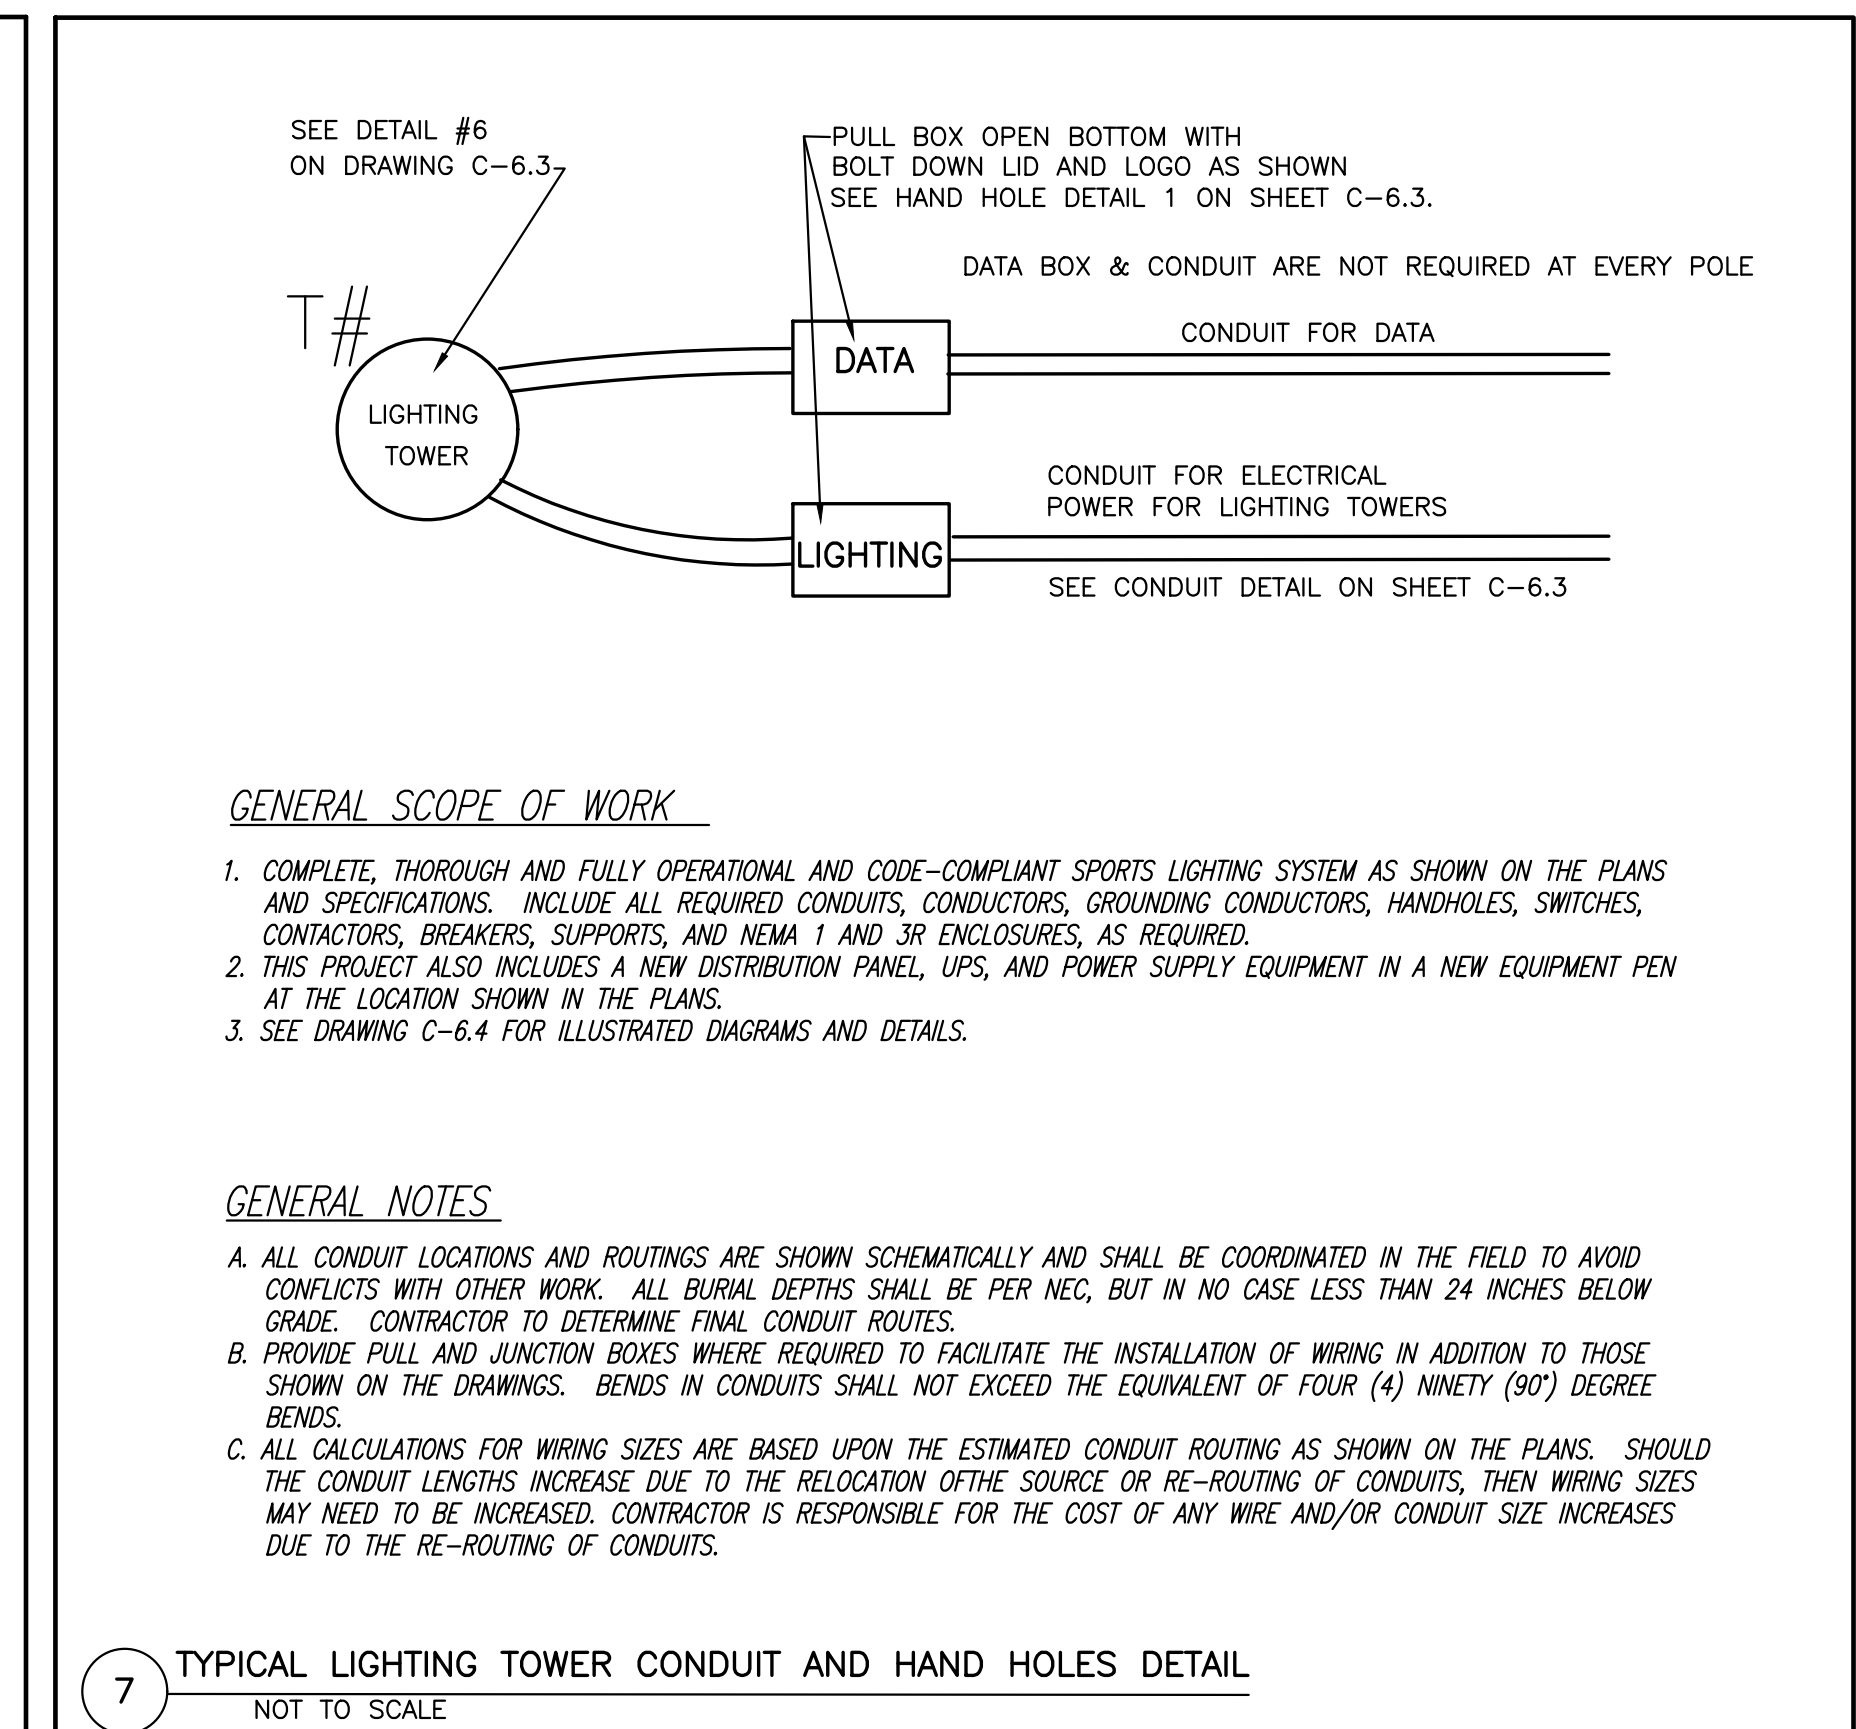 SEE DETAIL #6
ON DRAWING C-6.3
PULL BOX OPEN BOTTOM WITH
BOLT DOWN LID AND LOGO AS SHOWN
SEE HAND HOLE DETAIL 1 ON SHEET C-6.3.
DATA BOX & CONDUIT ARE NOT REQUIRED AT EVERY POLE
T#
CONDUIT FOR DATA
DATA
LIGHTING
TOWER
CONDUIT FOR ELECTRICAL
POWER FOR LIGHTING TOWERS
LIGHTING
SEE CONDUIT DETAIL ON SHEET C-6.3
GENERAL SCOPE OF WORK
1. COMPLETE, THOROUGH AND FULLY OPERATIONAL AND CODE-COMPLIANT SPORTS LIGHTING SYSTEM AS SHOWN ON THE PLANS
AND SPECIFICATIONS. INCLUDE ALL REQUIRED CONDUITS, CONDUCTORS, GROUNDING CONDUCTORS, HANDHOLES, SWITCHES,
CONTACTORS, BREAKERS, SUPPORTS, AND NEMA 1 AND 3R ENCLOSURES, AS REQUIRED.
2. THIS PROJECT ALSO INCLUDES A NEW DISTRIBUTION PANEL, UPS, AND POWER SUPPLY EQUIPMENT IN A NEW EQUIPMENT PEN
AT THE LOCATION SHOWN IN THE PLANS.
3. SEE DRAWING C-6.4 FOR ILLUSTRATED DIAGRAMS AND DETAILS.
GENERAL NOTES
A. ALL CONDUIT LOCATIONS AND ROUTINGS ARE SHOWN SCHEMATICALLY AND SHALL BE COORDINATED IN THE FIELD TO AVOID
CONFLICTS WITH OTHER WORK. ALL BURIAL DEPTHS SHALL BE PER NEC, BUT IN NO CASE LESS THAN 24 INCHES BELOW
GRADE. CONTRACTOR TO DETERMINE FINAL CONDUIT ROUTES.
B. PROVIDE PULL AND JUNCTION BOXES WHERE REQUIRED TO FACILITATE THE INSTALLATION OF WIRING IN ADDITION TO THOSE
SHOWN ON THE DRAWINGS. BENDS IN CONDUITS SHALL NOT EXCEED THE EQUIVALENT OF FOUR (4) NINETY (90°) DEGREE
BENDS.
C. ALL CALCULATIONS FOR WIRING SIZES ARE BASED UPON THE ESTIMATED CONDUIT ROUTING AS SHOWN ON THE PLANS. SHOULD
THE CONDUIT LENGTHS INCREASE DUE TO THE RELOCATION OFTHE SOURCE OR RE-ROUTING OF CONDUITS, THEN WIRING SIZES
MAY NEED TO BE INCREASED. CONTRACTOR IS RESPONSIBLE FOR THE COST OF ANY WIRE AND/OR CONDUIT SIZE INCREASES
DUE TO THE RE-ROUTING OF CONDUITS.
7 TYPICAL LIGHTING TOWER CONDUIT AND HAND HOLES DETAIL
NOT TO SCALE